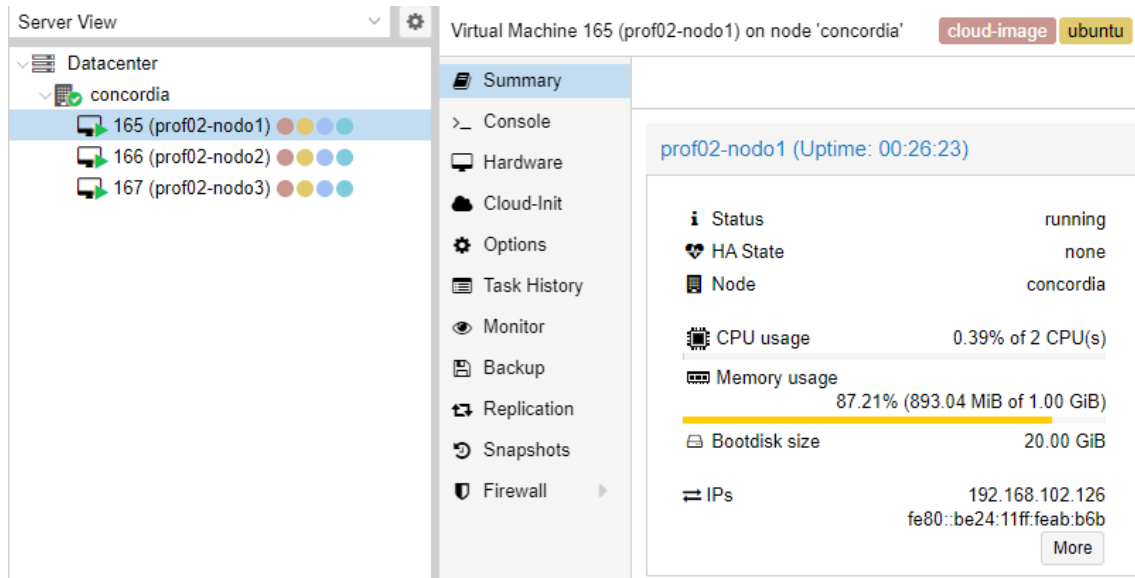 Server View
Datacenter
concordia
165 (prof02-nodo1)
166 (prof02-nodo2)
167 (prof02-nodo3)
Virtual Machine 165 (prof02-nodo1) on node 'concordia' cloud-image ubuntu
Summary
Console
Hardware
Cloud-Init
Options
Task History
Monitor
Backup
Replication
Snapshots
Firewall
prof02-nodo1 (Uptime: 00:26:23)
Status running
HA State none
Node concordia
CPU usage 0.39% of 2 CPU(s)
Memory usage
87.21% (893.04 MiB of 1.00 GiB)
Bootdisk size 20.00 GiB
IPs 192.168.102.126
fe80::be24:11ff:feab:b6b
More